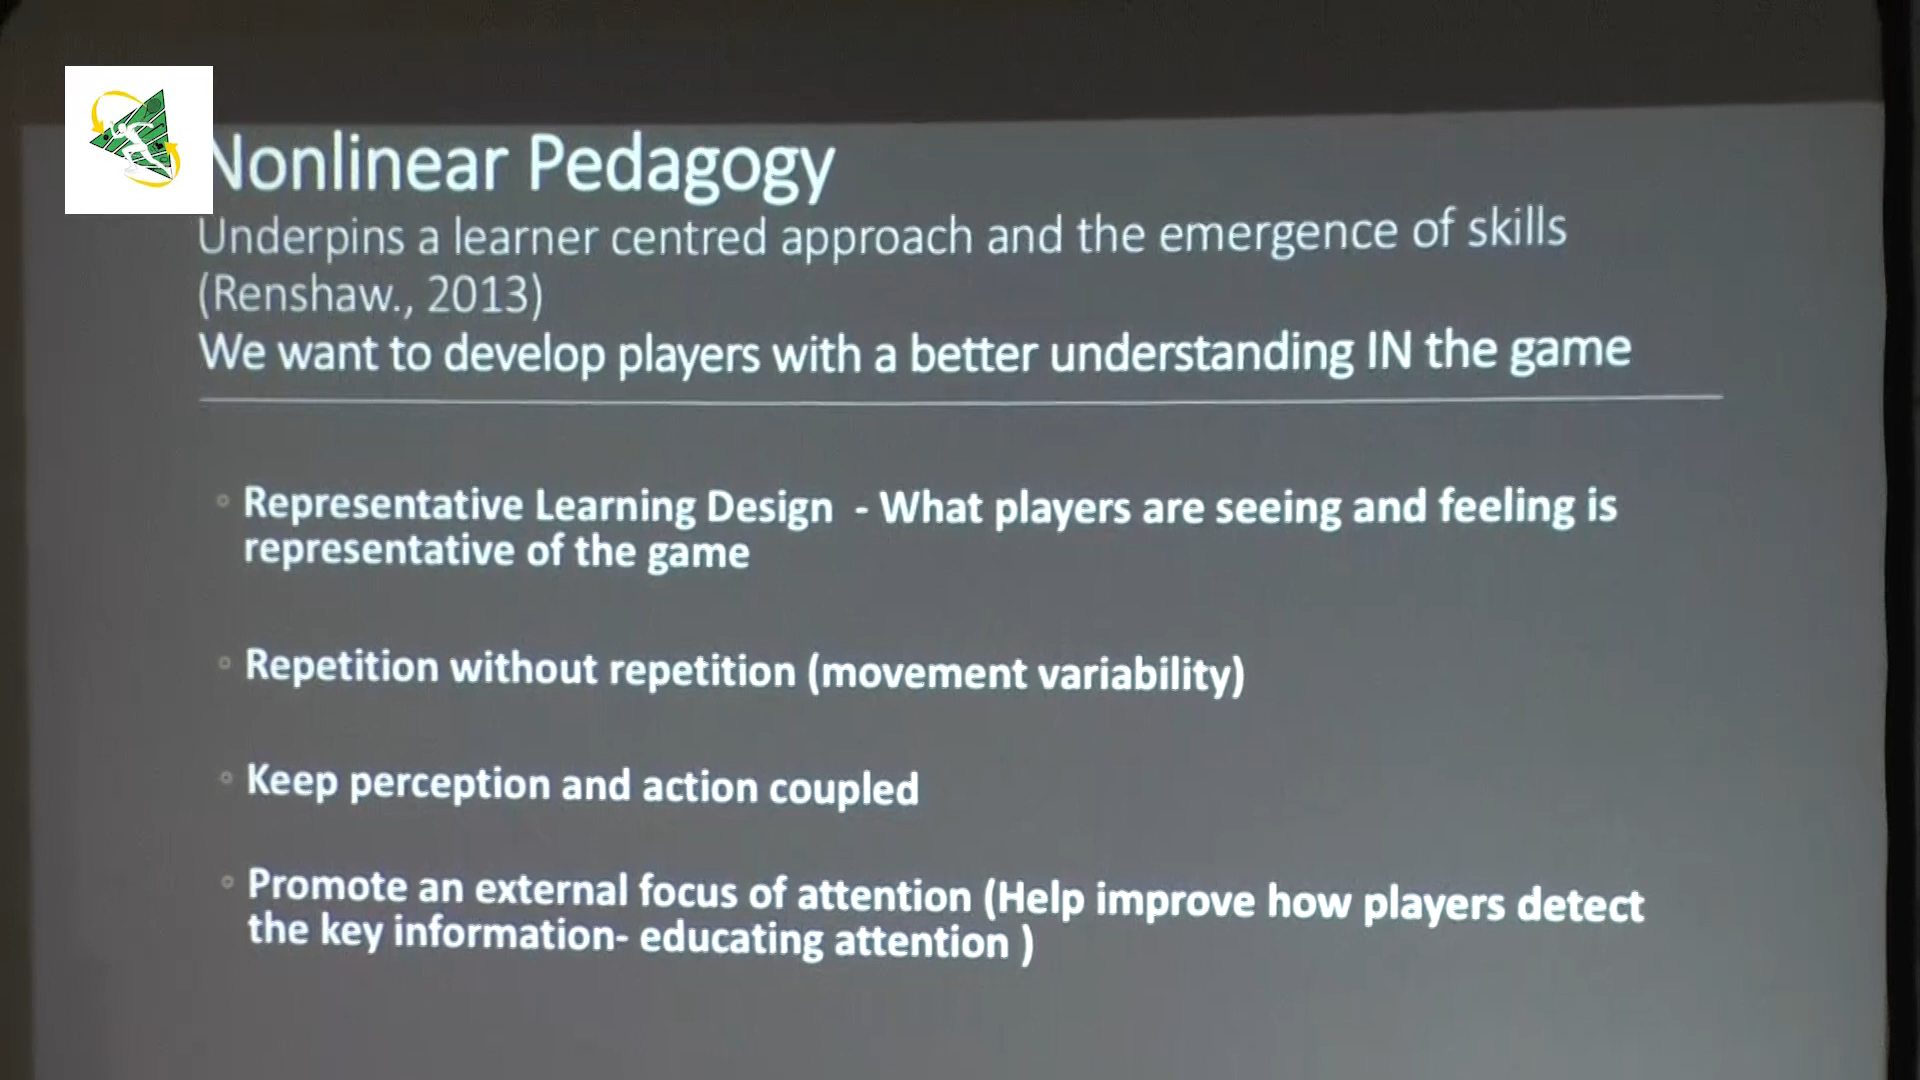 Nonlinear Pedagogy
Underpins a learner centred approach and the emergence of skills
(Renshaw., 2013)
We want to develop players with a better understanding IN the game
Representative Learning Design - What players are seeing and feeling is
representative of the game
Repetition without repetition (movement variability)
Keep perception and action coupled
Promote an external focus of attention (Help improve how players detect
the key information- educating attention )